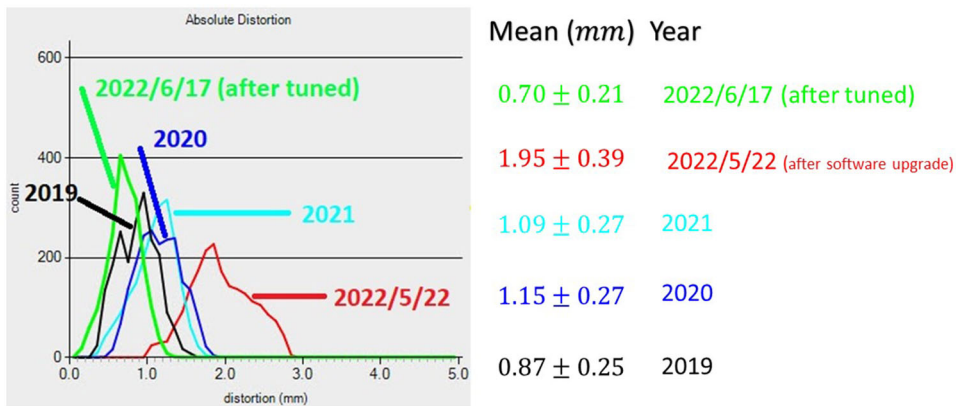 Absolute Distortion
600
400
200
0
count
0.0 1.0 2.0 3.0 4.0 5.0
distortion (mm)
2022/6/17 (after tuned)
2020
2019
2021
2022/5/22
Mean (mm) Year
0.70 ± 0.21 2022/6/17 (after tuned)
1.95 ± 0.39 2022/5/22 (after software upgrade)
1.09 ± 0.27 2021
1.15 ± 0.27 2020
0.87 ± 0.25 2019